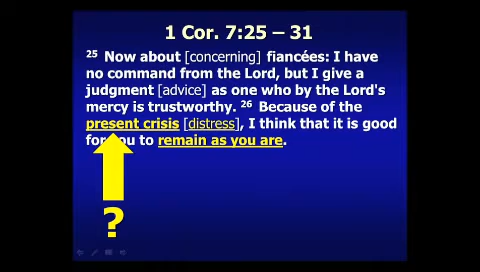 1 Cor. 7:25 – 31
25 Now about [concerning] fiancées: I have
no command from the Lord, but I give a
judgment [advice] as one who by the Lord's
mercy is trustworthy. 26 Because of the
present crisis [distress], I think that it is good
for you to remain as you are.
?